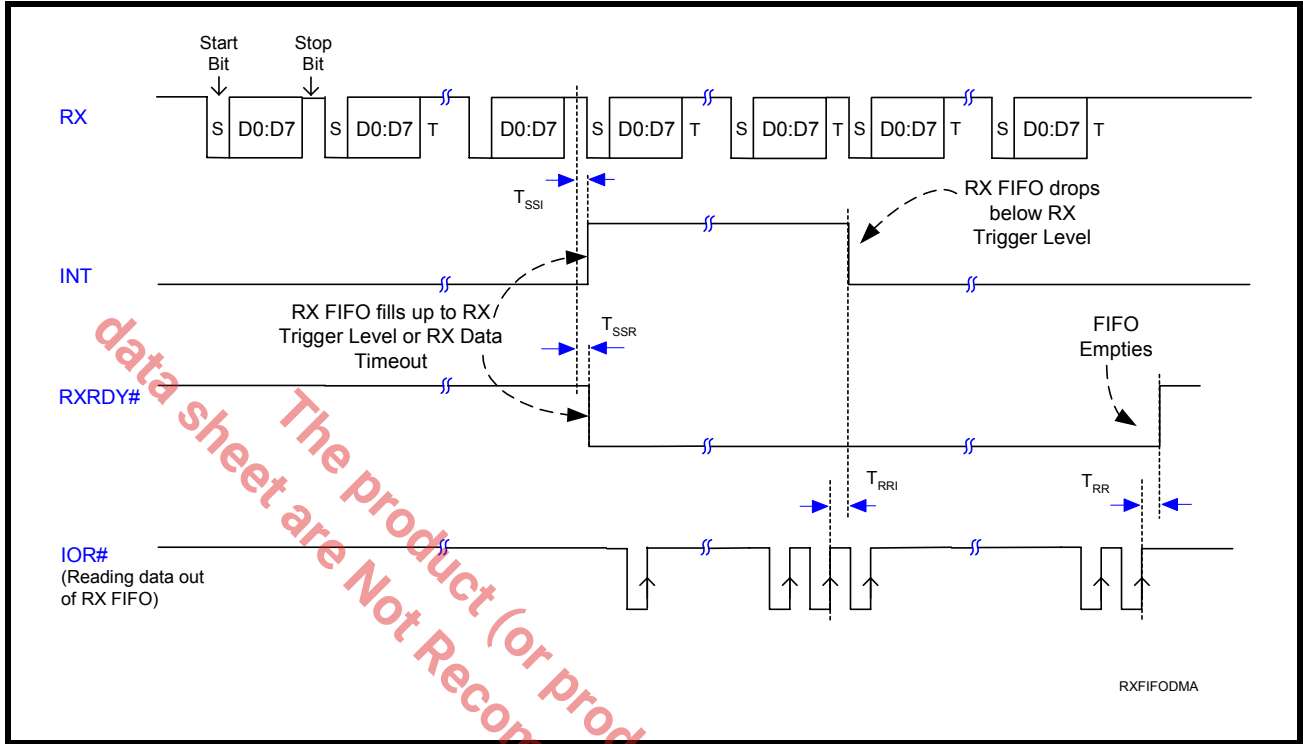 Start
Bit
Stop
Bit
RX
S D0:D7 S D0:D7 T D0:D7 S D0:D7 T S D0:D7 T S D0:D7 T S D0:D7 T
TSSI
RX FIFO drops
below RX
Trigger Level
INT
RX FIFO fills up to RX
Trigger Level or RX Data
Timeout
TSSR
FIFO
Empties
RXRDY#
TRRI
TRR
IOR#
(Reading data out
of RX FIFO)
RXFIFODMA
The product (or prod
data sheet are Not Recom